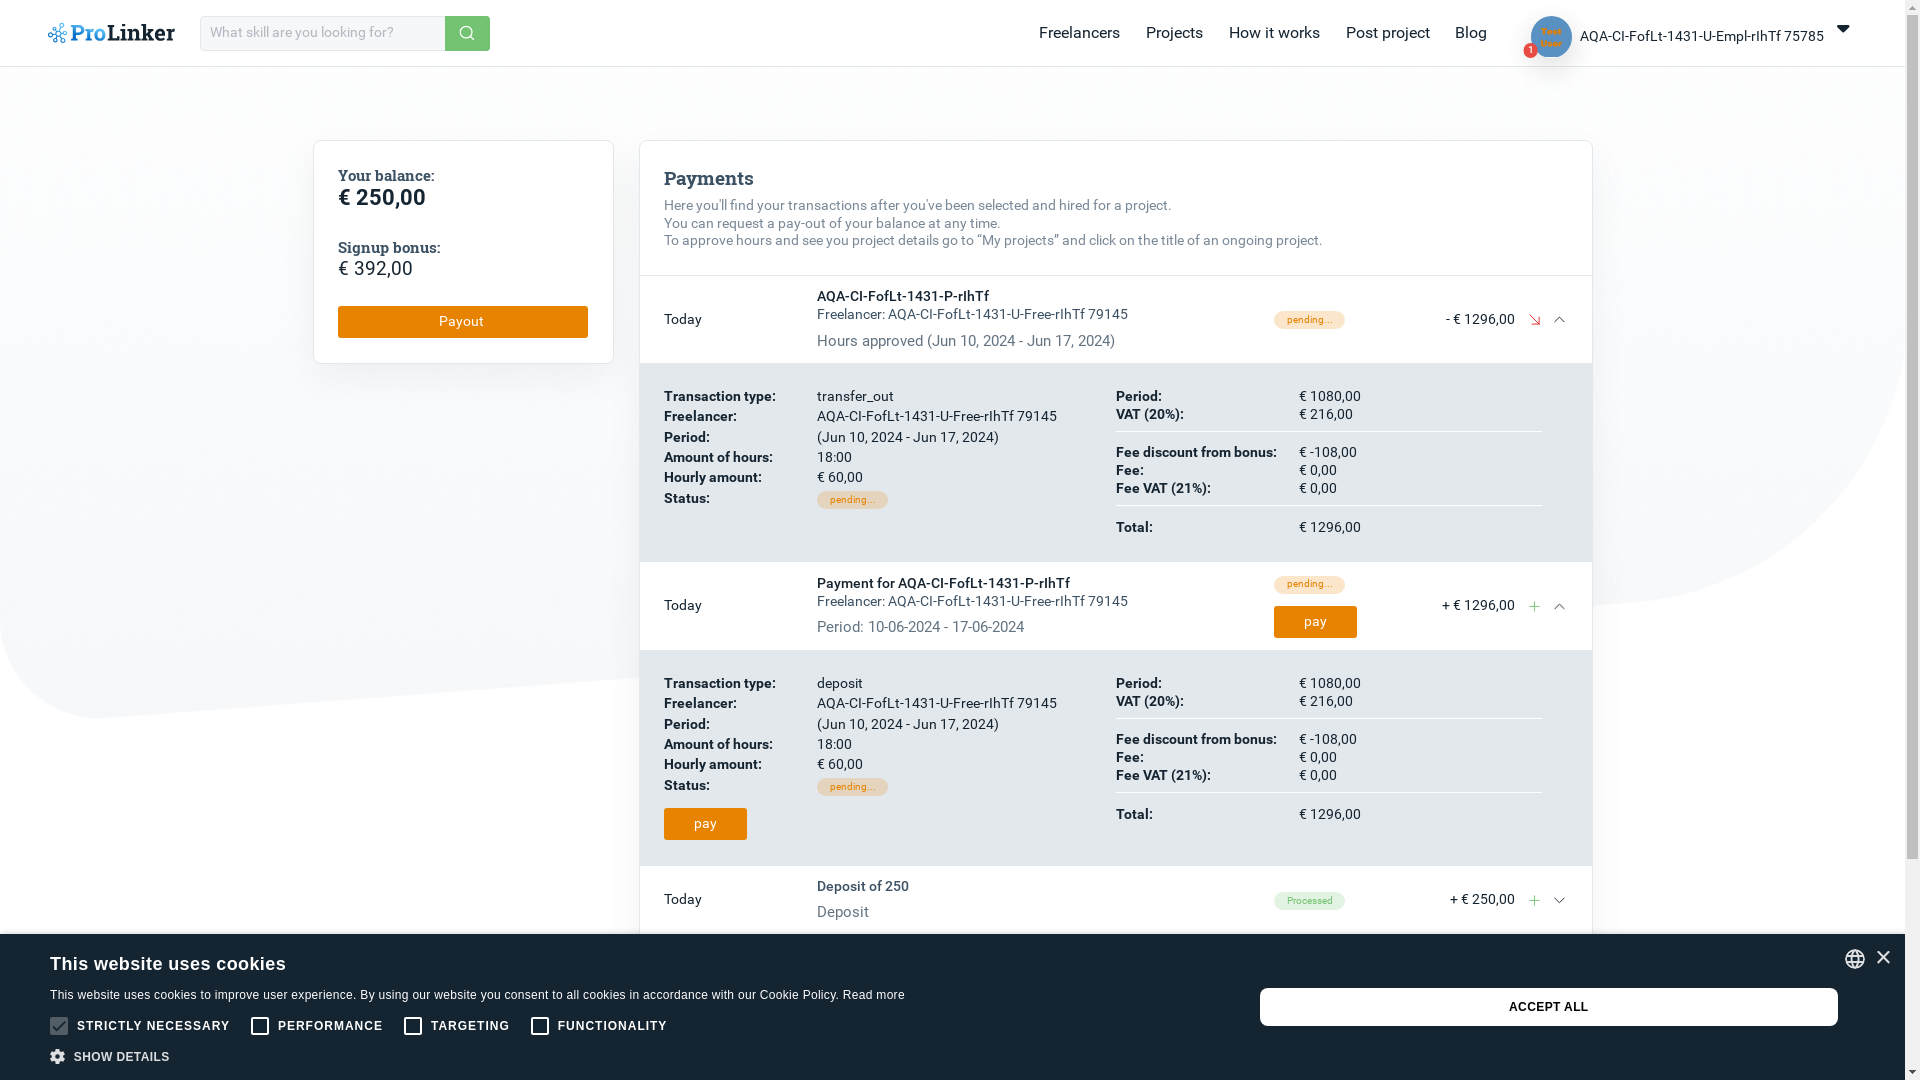 ProLinker
What skill are you looking for?
Freelancers
Projects
How it works
Post project
Blog
Test
User
1
AQA-CI-FofLt-1431-U-Empl-rIhTf 75785
Your balance:
€ 250,00
Signup bonus:
€ 392,00
Payout
Payments
Here you'll find your transactions after you've been selected and hired for a project.
You can request a pay-out of your balance at any time.
To approve hours and see you project details go to “My projects” and click on the title of an ongoing project.
Today
AQA-CI-FofLt-1431-P-rIhTf
Freelancer: AQA-CI-FofLt-1431-U-Free-rIhTf 79145
Hours approved (Jun 10, 2024 - Jun 17, 2024)
pending...
- € 1296,00
Transaction type: transfer_out
Freelancer: AQA-CI-FofLt-1431-U-Free-rIhTf 79145
Period: (Jun 10, 2024 - Jun 17, 2024)
Amount of hours: 18:00
Hourly amount: € 60,00
Status: pending...
Period: € 1080,00
VAT (20%): € 216,00
Fee discount from bonus: € -108,00
Fee: € 0,00
Fee VAT (21%): € 0,00
Total: € 1296,00
Today
Payment for AQA-CI-FofLt-1431-P-rIhTf
Freelancer: AQA-CI-FofLt-1431-U-Free-rIhTf 79145
Period: 10-06-2024 - 17-06-2024
pending...
pay
+ € 1296,00
Transaction type: deposit
Freelancer: AQA-CI-FofLt-1431-U-Free-rIhTf 79145
Period: (Jun 10, 2024 - Jun 17, 2024)
Amount of hours: 18:00
Hourly amount: € 60,00
Status: pending...
pay
Period: € 1080,00
VAT (20%): € 216,00
Fee discount from bonus: € -108,00
Fee: € 0,00
Fee VAT (21%): € 0,00
Total: € 1296,00
Today
Deposit of 250
Deposit
Processed
+ € 250,00
This website uses cookies
This website uses cookies to improve user experience. By using our website you consent to all cookies in accordance with our Cookie Policy. Read more
STRICTLY NECESSARY
PERFORMANCE
TARGETING
FUNCTIONALITY
SHOW DETAILS
ACCEPT ALL